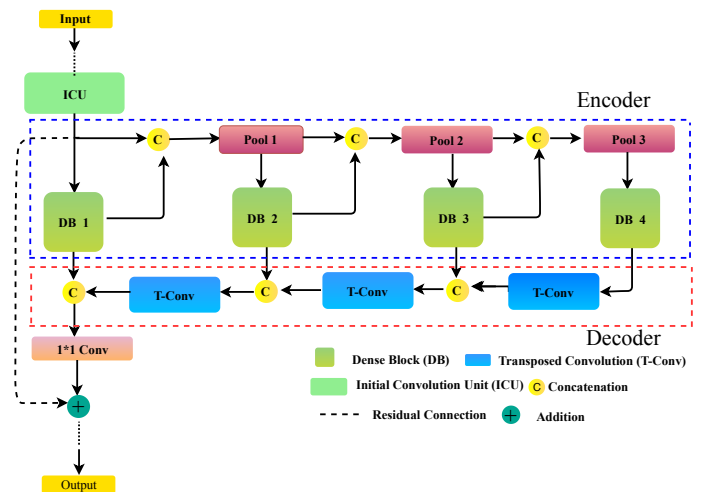 Input
ICU
Encoder
C
Pool 1
C
Pool 2
C
Pool 3
DB 1
DB 2
DB 3
DB 4
C
T-Conv
C
T-Conv
C
T-Conv
Decoder
1*1 Conv
Dense Block (DB)
Transposed Convolution (T-Conv)
Initial Convolution Unit (ICU)
C Concatenation
Residual Connection
+ Addition
+
Output